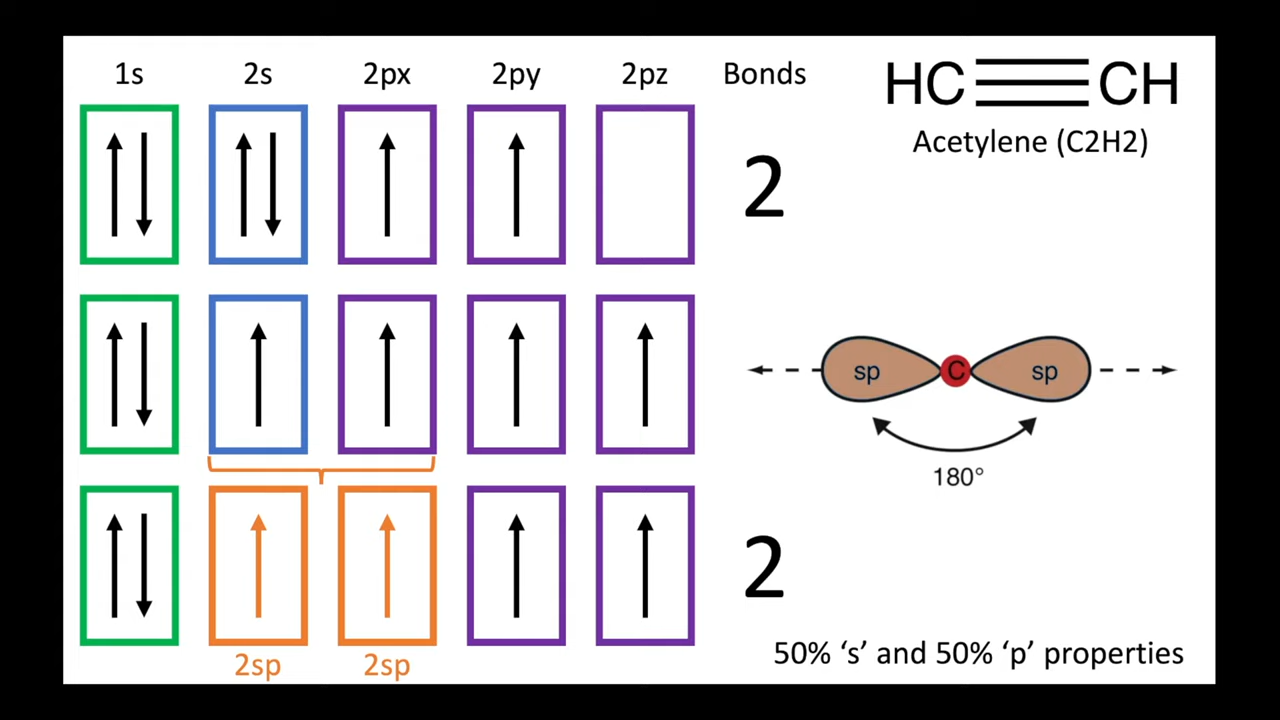 1s 2s 2px 2py 2pz Bonds
HC CH
Acetylene (C2H2)
2
sp C sp
180°
2
50% ‘s’ and 50% ‘p’ properties
2sp 2sp